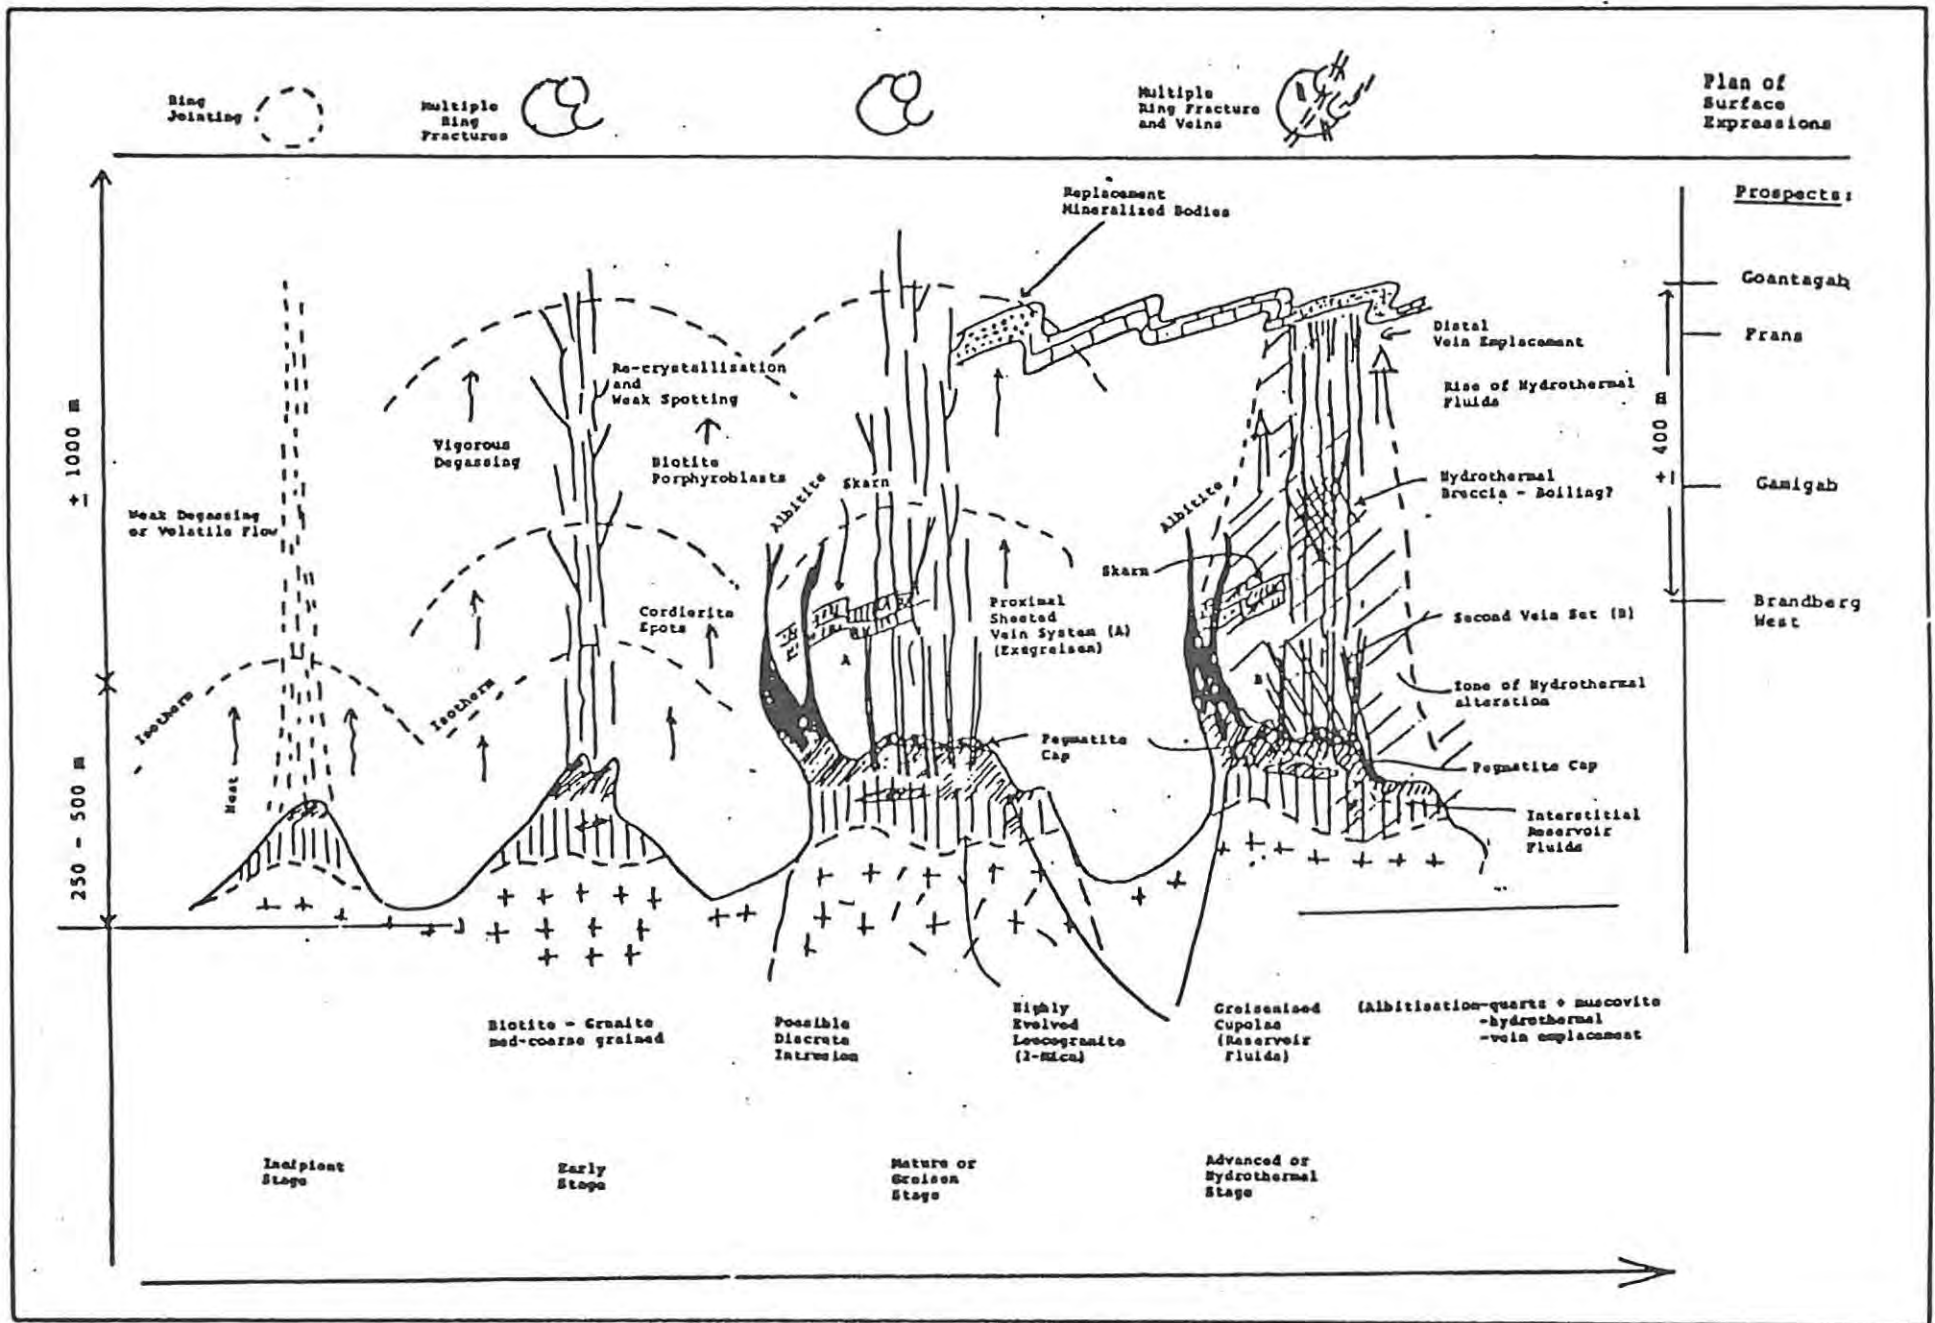 Ring
Jointing
Multiple
Ring
Fractures
Multiple
Ring Fracture
and Veins
Plan of
Surface
Expressions
Replacement
Mineralized Bodies
Prospects:
Goantagab
Frans
Gamigab
Brandberg
West
± 400 m
± 1000 m
250 - 500 m
Distal
Vein Emplacement
Rise of Hydrothermal
Fluids
Re-crystallization
and
Weak Spotting
Vigorous
Degassing
Biotite
Porphyroblasts
Albitite
Skarn
Albitite
Hydrothermal
Breccia - Boiling?
Weak Degassing
or Volatile Flow
Skarn
Cordierite
Spots
Proximal
Sheeted
Vein System (A)
(Exogreisen)
A
Second Vein Set (B)
B
Zone of Hydrothermal
alteration
Isotherm
Isotherm
Heat
Pegmatite
Cap
Pegmatite Cap
Interstitial
Reservoir
Fluids
Biotite - Granite
med-coarse grained
Possible
Discrete
Intrusion
Highly
Evolved
Leucogranite
(2-Mica)
Greisenised
Cupolas
(Reservoir
Fluids)
(Albitisation-quartz + muscovite
-hydrothermal
-vein emplacement
Incipient
Stage
Early
Stage
Mature or
Greisen
Stage
Advanced or
Hydrothermal
Stage